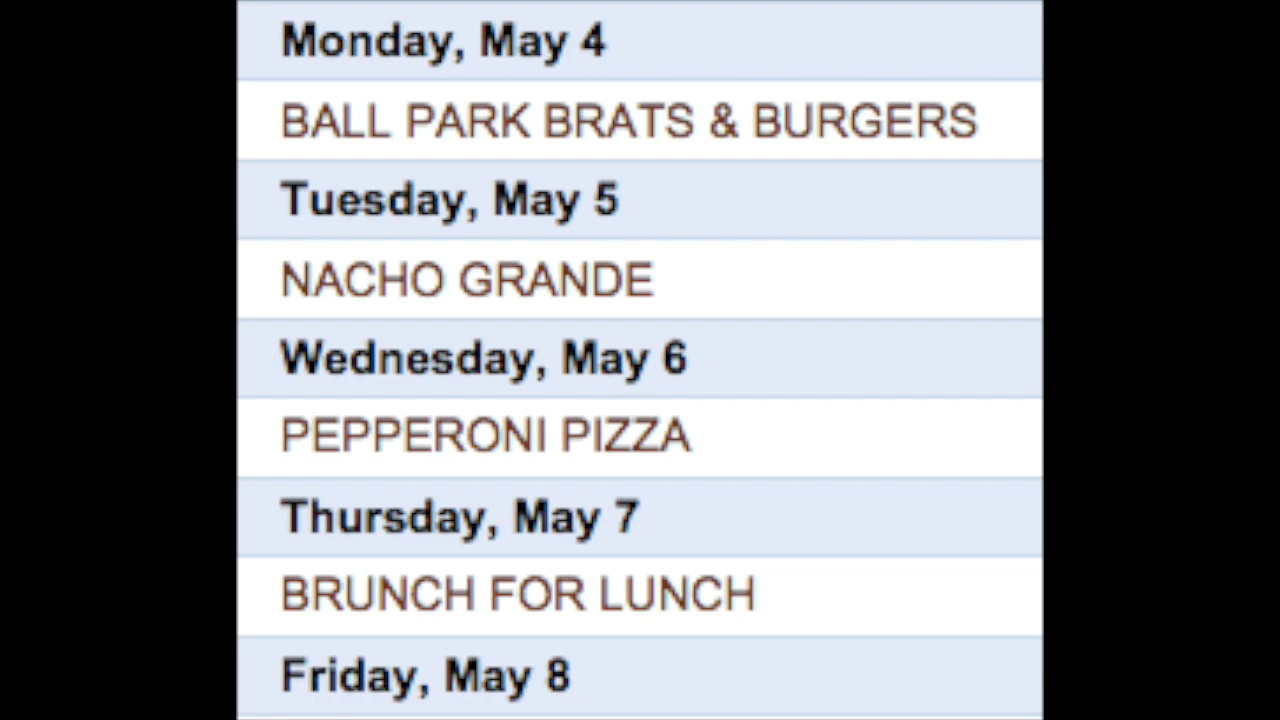 Monday, May 4
BALL PARK BRATS & BURGERS
Tuesday, May 5
NACHO GRANDE
Wednesday, May 6
PEPPERONI PIZZA
Thursday, May 7
BRUNCH FOR LUNCH
Friday, May 8